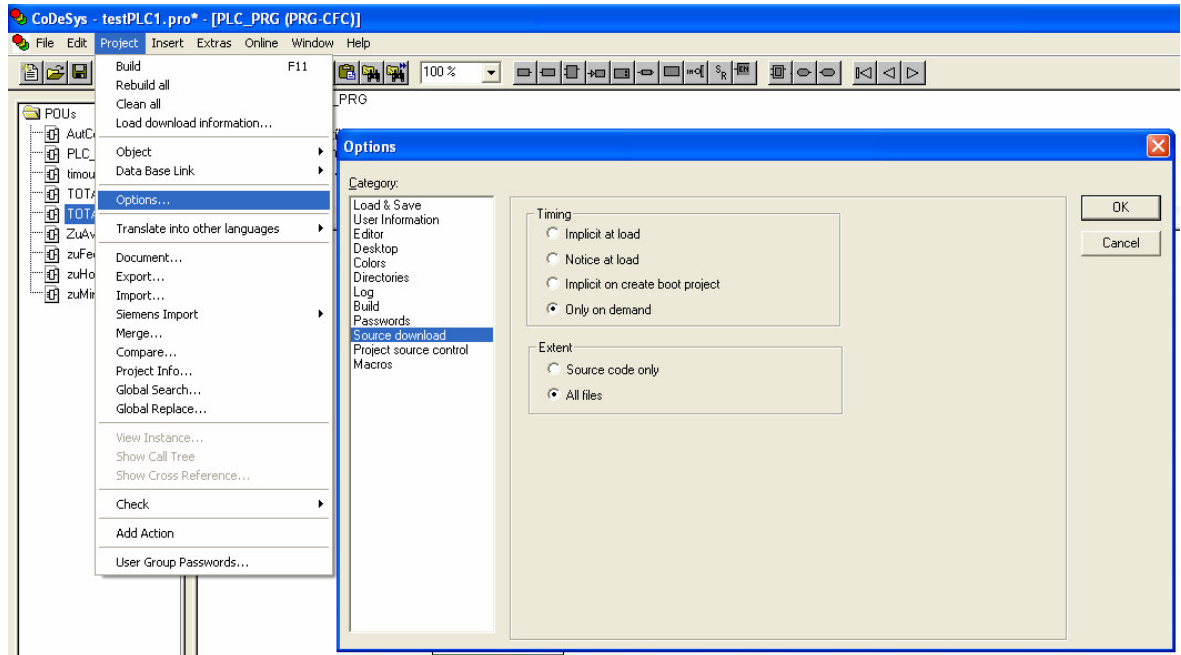 CoDeSys - testPLC1.pro* - [PLC_PRG (PRG-CFC)]
File Edit Project Insert Extras Online Window Help
100 %
Build F11
Rebuild all
Clean all
Load download information...
Object
Data Base Link
Options...
Translate into other languages
Document...
Export...
Import...
Siemens Import
Merge...
Compare...
Project Info...
Global Search...
Global Replace...
View Instance...
Show Call Tree
Show Cross Reference...
Check
Add Action
User Group Passwords...
POUs
AutC
PLC_
timou
TOTA
TOTA
ZuAv
zuFe
zuHo
zuMi
_PRG
Options
Category:
Load & Save
User Information
Editor
Desktop
Colors
Directories
Log
Build
Passwords
Source download
Project source control
Macros
Timing
Implicit at load
Notice at load
Implicit on create boot project
Only on demand
Extent
Source code only
All files
OK
Cancel